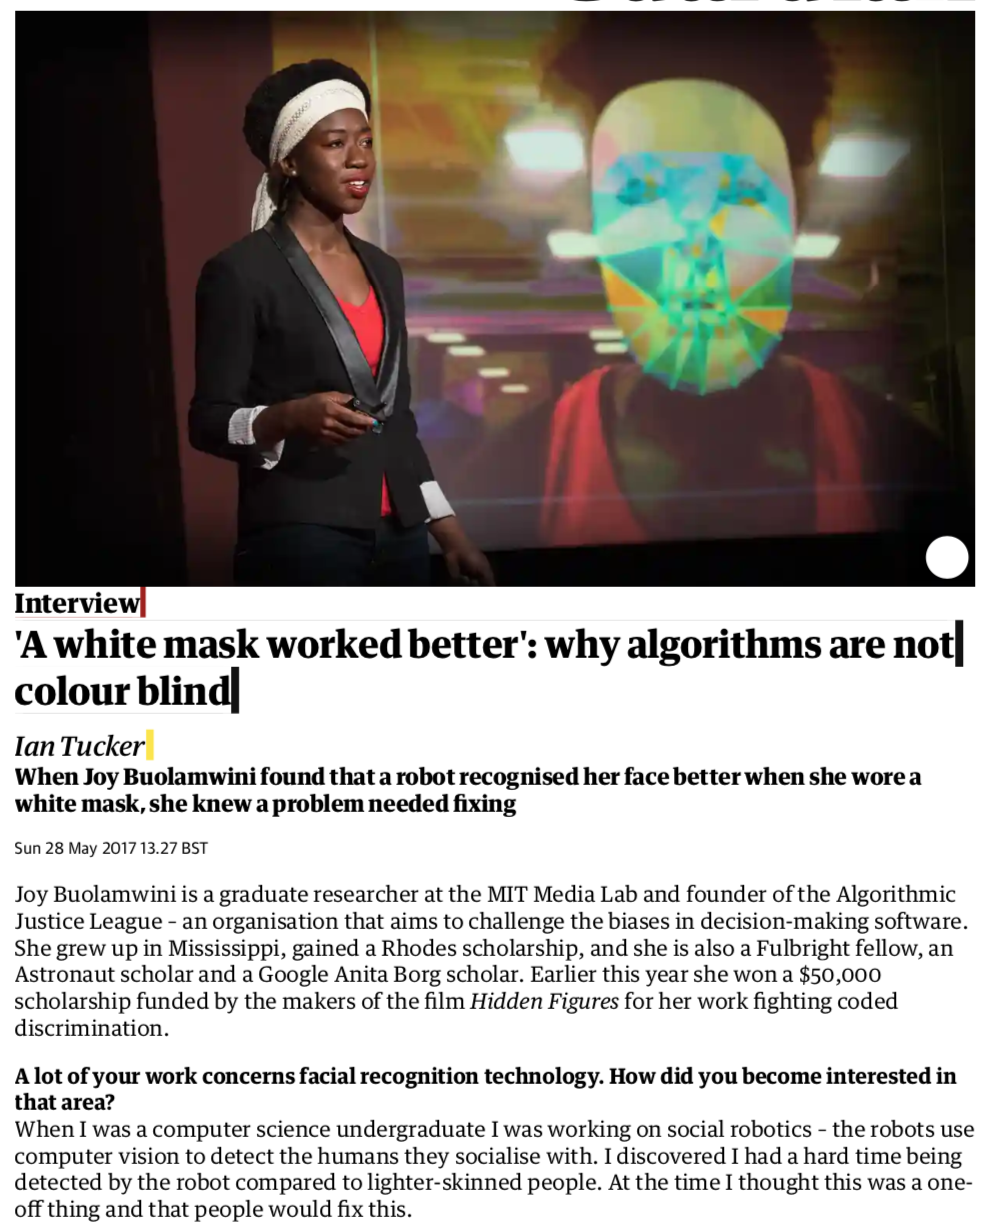 Interview
'A white mask worked better': why algorithms are not
colour blind
Ian Tucker
When Joy Buolamwini found that a robot recognised her face better when she wore a
white mask, she knew a problem needed fixing
Sun 28 May 2017 13.27 BST
Joy Buolamwini is a graduate researcher at the MIT Media Lab and founder of the Algorithmic
Justice League – an organisation that aims to challenge the biases in decision-making software.
She grew up in Mississippi, gained a Rhodes scholarship, and she is also a Fulbright fellow, an
Astronaut scholar and a Google Anita Borg scholar. Earlier this year she won a $50,000
scholarship funded by the makers of the film Hidden Figures for her work fighting coded
discrimination.
A lot of your work concerns facial recognition technology. How did you become interested in
that area?
When I was a computer science undergraduate I was working on social robotics – the robots use
computer vision to detect the humans they socialise with. I discovered I had a hard time being
detected by the robot compared to lighter-skinned people. At the time I thought this was a one-
off thing and that people would fix this.